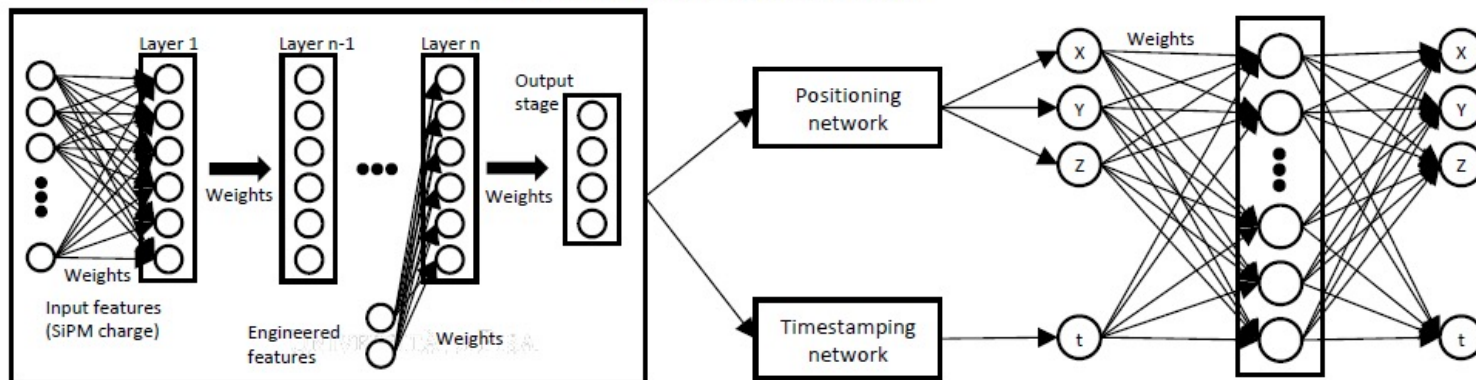 Layer 1
Layer n-1
Layer n
Output
stage
Weights
Weights
Weights
Input features
(SiPM charge)
Engineered
features
Weights
Positioning
network
Timestamping
network
X
Y
Z
t
Weights
X
Y
Z
t